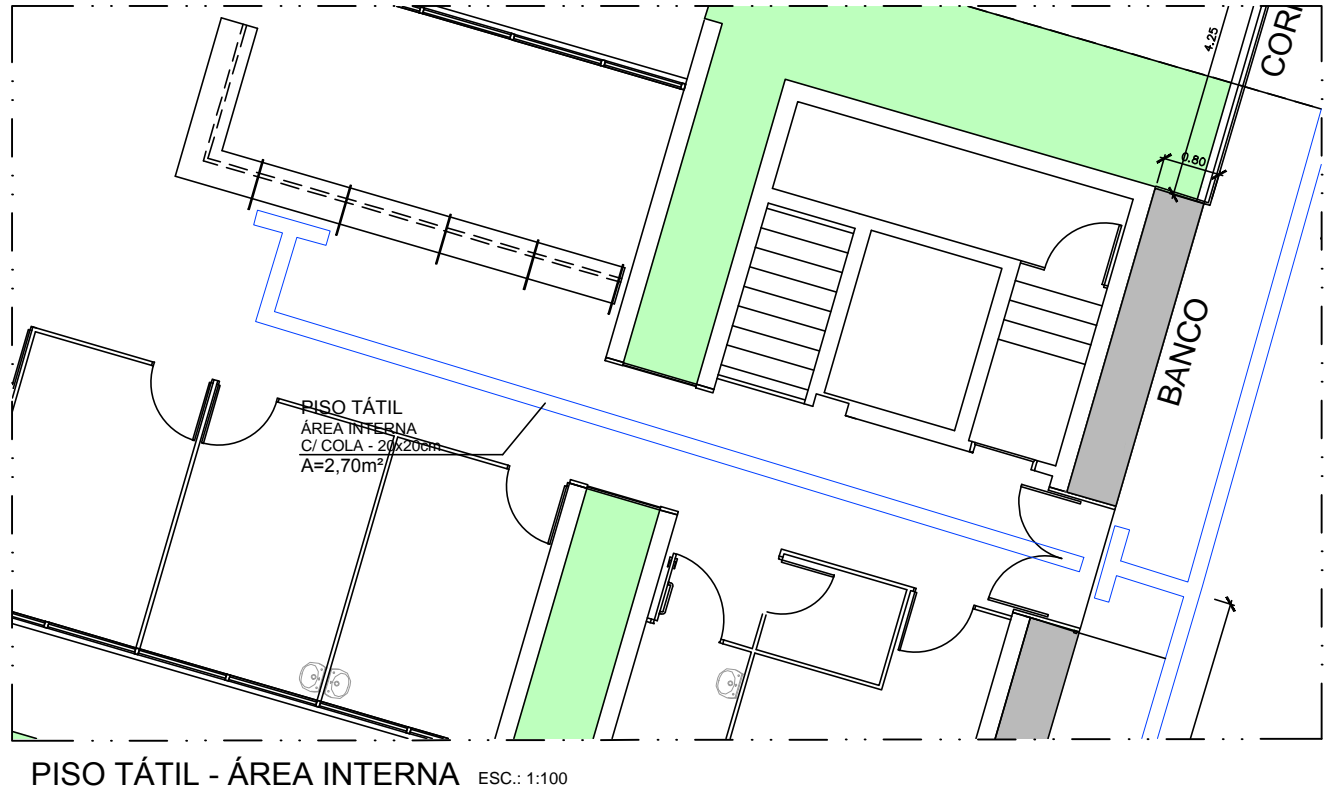 4.25
CORR
0.80
BANCO
PISO TÁTIL
ÁREA INTERNA
C/ COLA - 20x20cm
A=2,70m²
PISO TÁTIL - ÁREA INTERNA ESC.: 1:100